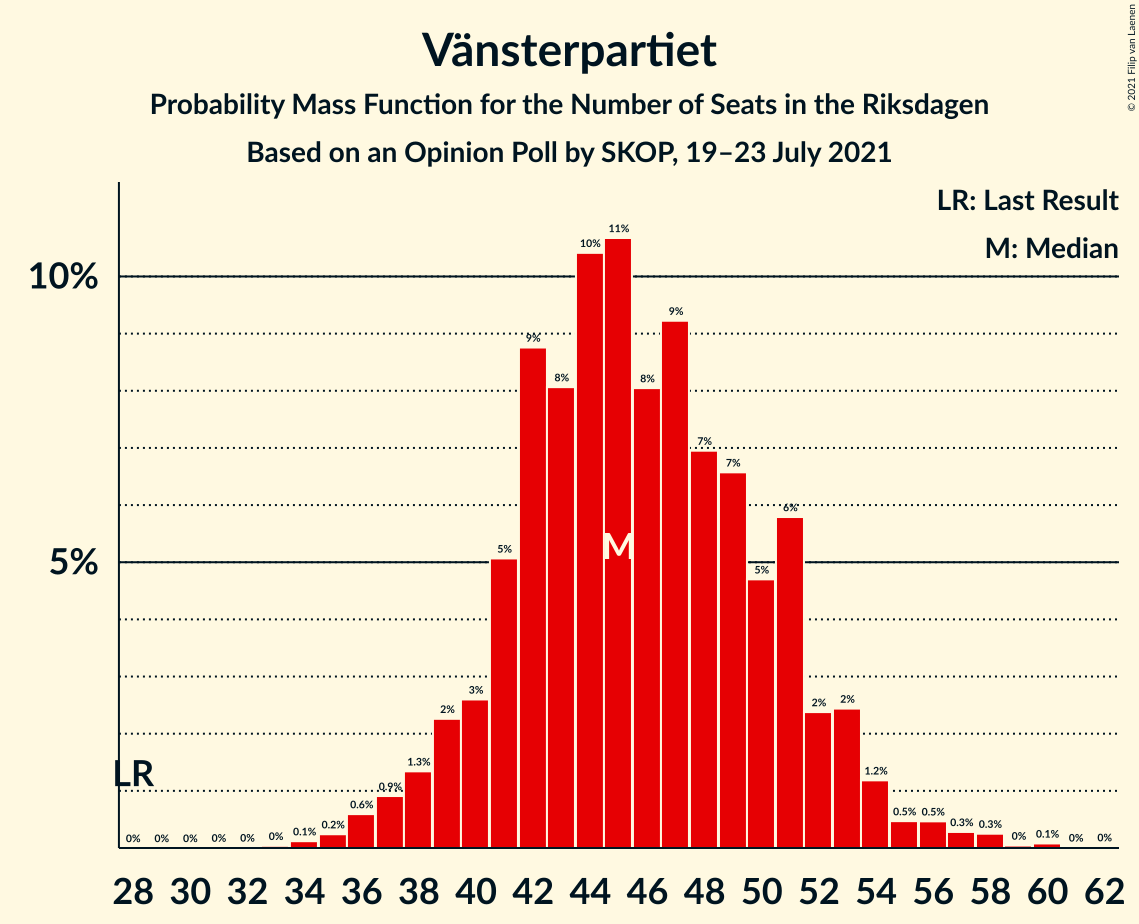 Vänsterpartiet
Probability Mass Function for the Number of Seats in the Riksdagen
Based on an Opinion Poll by SKOP, 19–23 July 2021
© 2021 Filip van Laenen
LR: Last Result
M: Median
10%
5%
LR
M
0% 0% 0% 0% 0% 0% 0.1% 0.2% 0.6% 0.9% 1.3% 2% 3% 5% 9% 8% 10% 11% 8% 9% 7% 7% 5% 6% 2% 2% 1.2% 0.5% 0.5% 0.3% 0.3% 0% 0.1% 0% 0%
28 30 32 34 36 38 40 42 44 46 48 50 52 54 56 58 60 62